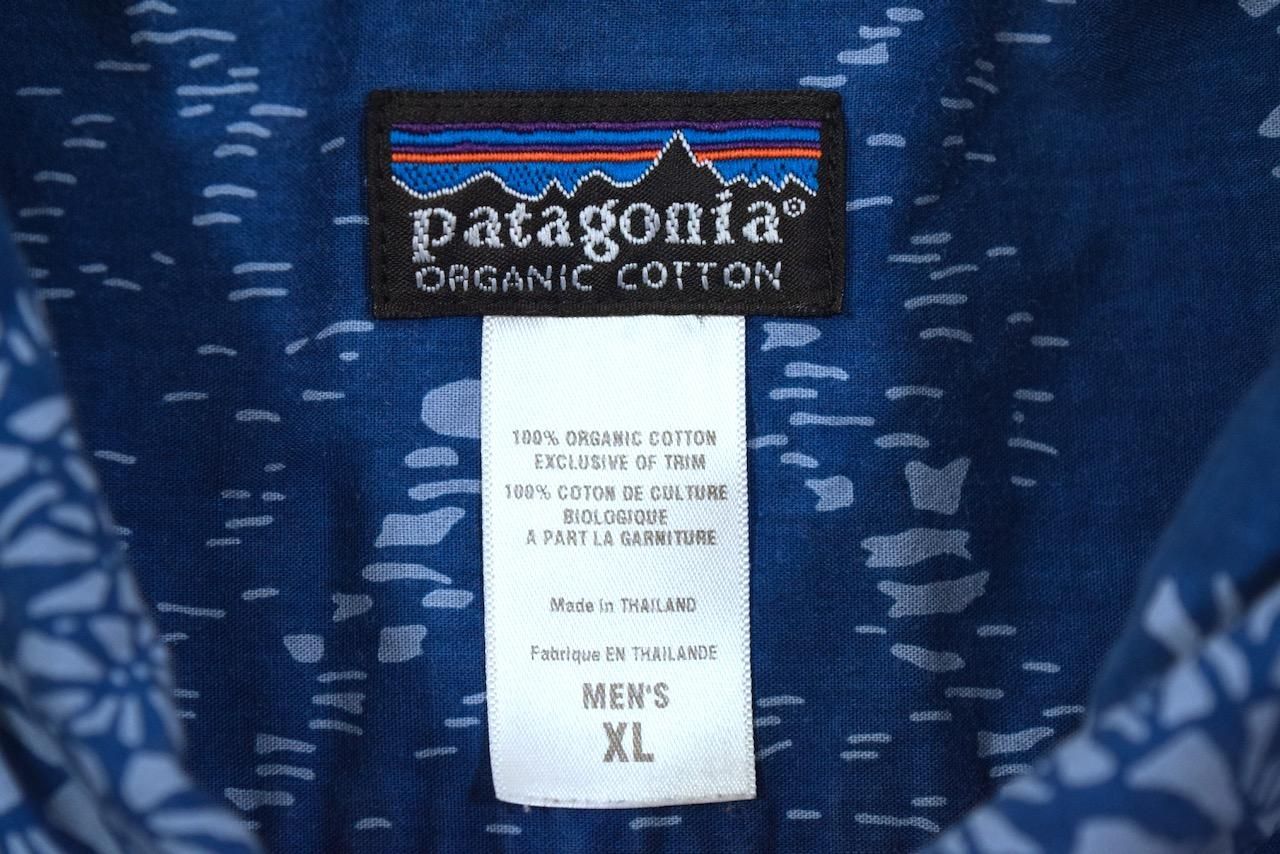 patagonia®
ORGANIC COTTON
100% ORGANIC COTTON
EXCLUSIVE OF TRIM
100% COTON DE CULTURE
BIOLOGIQUE
A PART LA GARNITURE
Made in THAILAND
Fabrique EN THAILANDE
MEN'S
XL